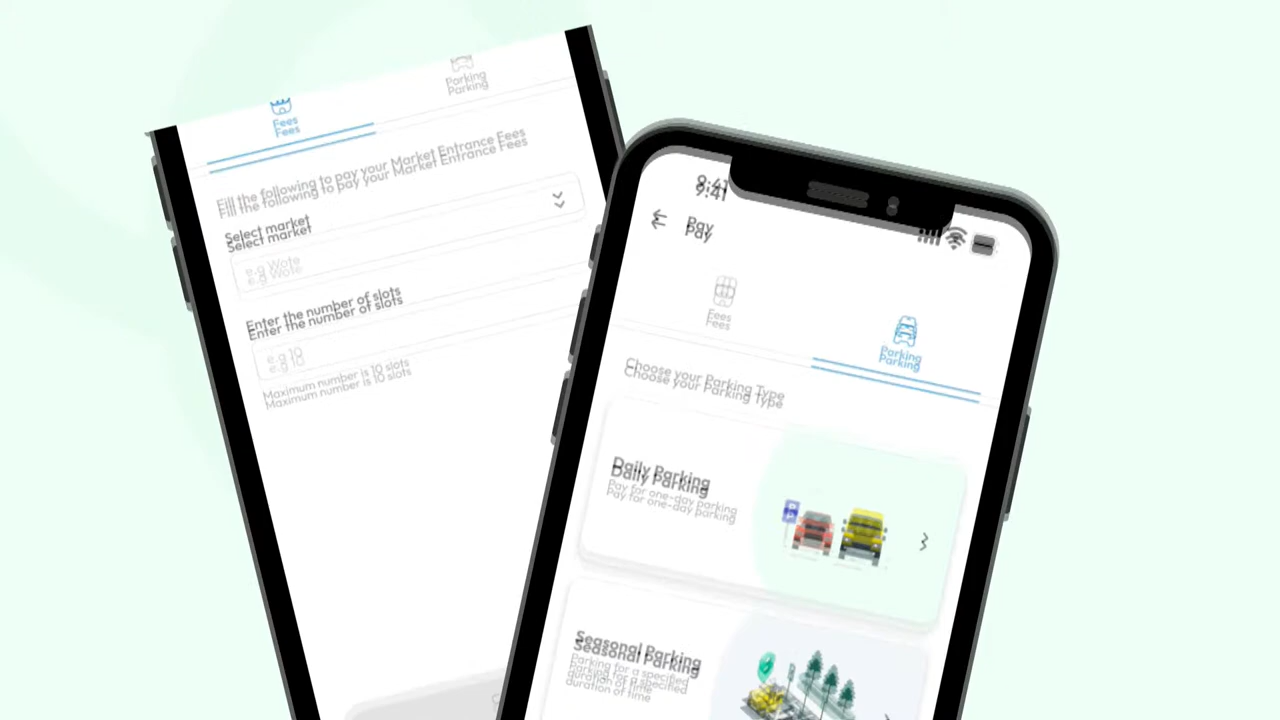 Parking
Fees
Fill the following to pay your Market Entrance Fees
Select market
e.g Wote
Enter the number of slots
e.g 10
Maximum number is 10 slots
9:41
Pay
Fees
Parking
Choose your Parking Type
Daily Parking
Pay for one-day parking
Seasonal Parking
Parking for a specified
duration of time